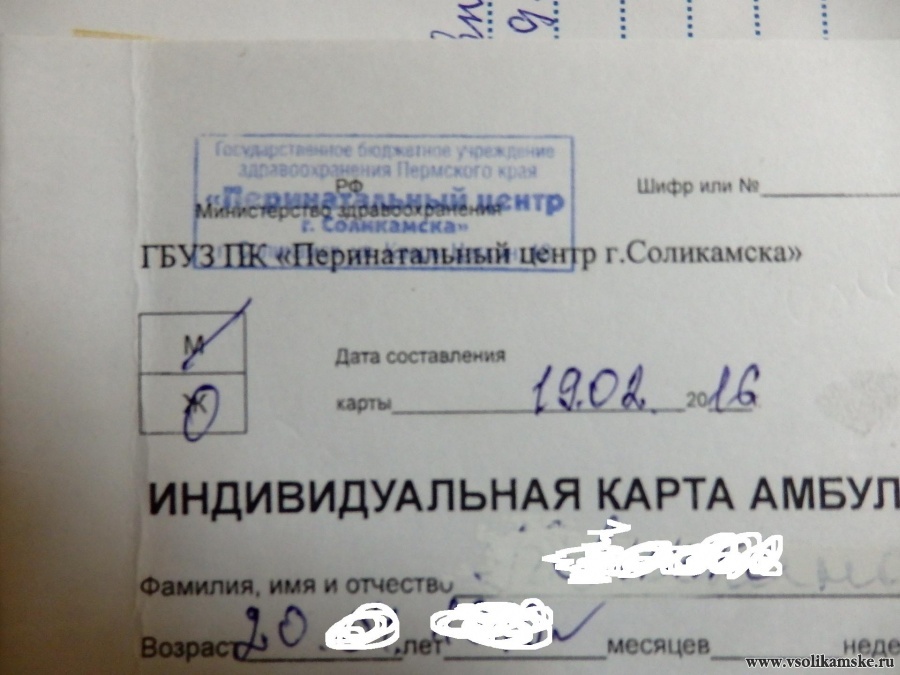 Государственное бюджетное учреждение
здравоохранения Пермского края
«Перинатальный центр
г. Соликамска»
РФ
Министерство здравоохранения
Шифр или №
ГБУЗ ПК «Перинатальный центр г.Соликамска»
М
Ж
Дата составления
карты 19.02. 2016
ИНДИВИДУАЛЬНАЯ КАРТА АМБУЛ
Фамилия, имя и отчество
Возраст 20 лет месяцев неде
www.vsolikamske.ru